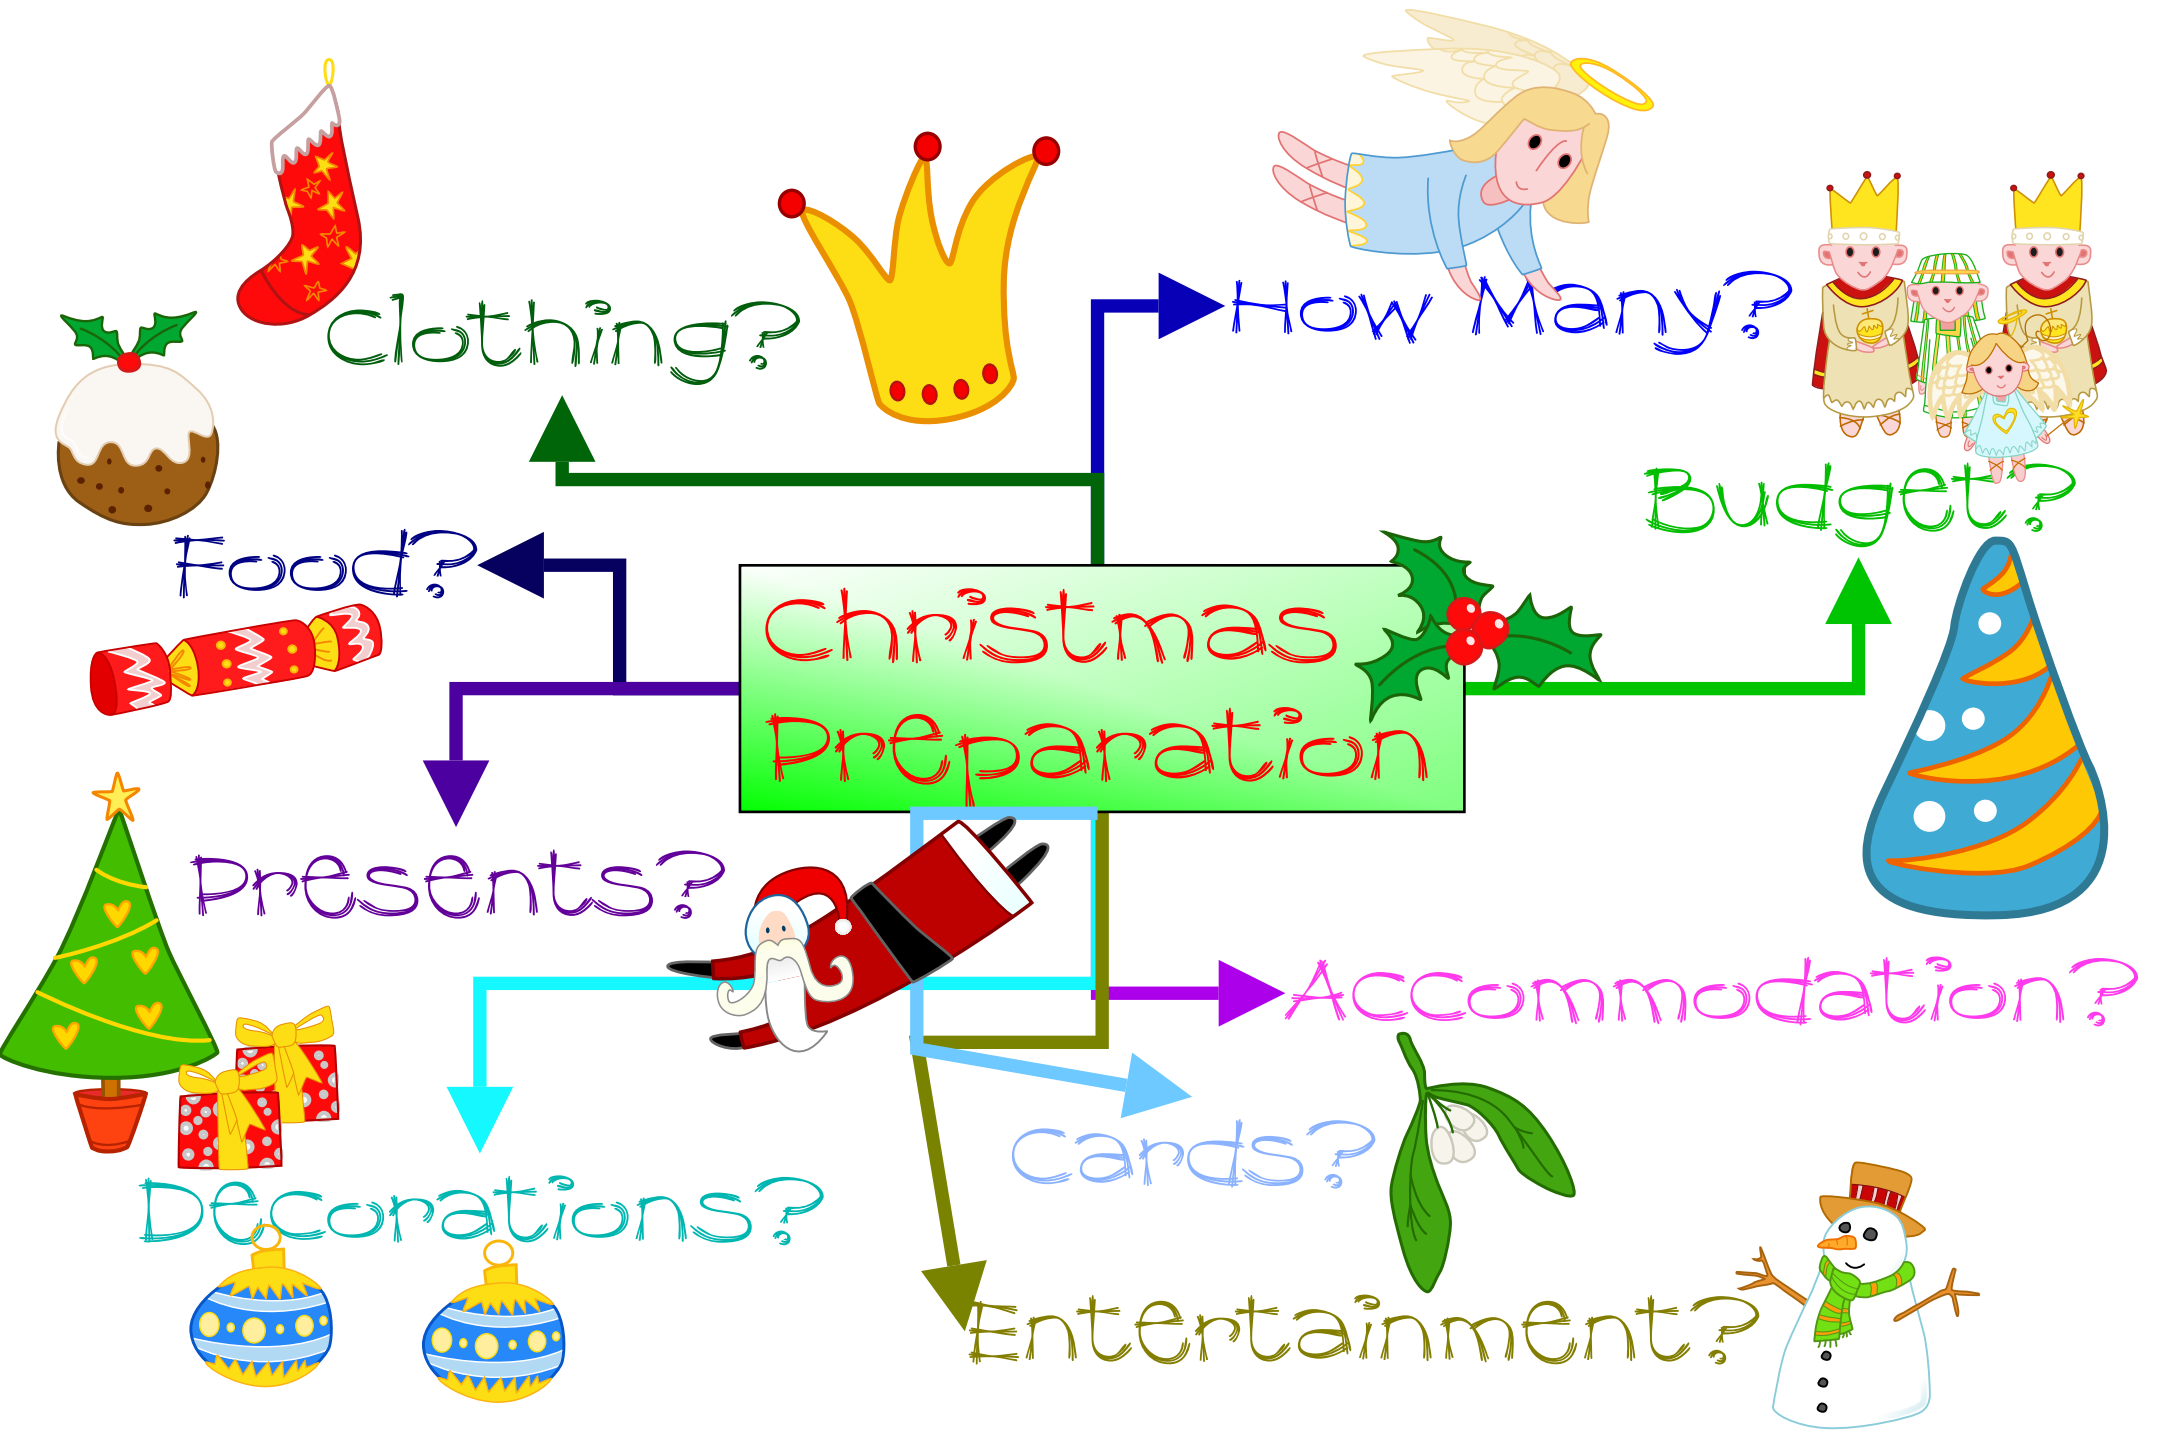 How Many?
Clothing?
Budget?
Food?
Christmas
Preparation
Presents?
Accommodation?
Cards?
Decorations?
Entertainment?